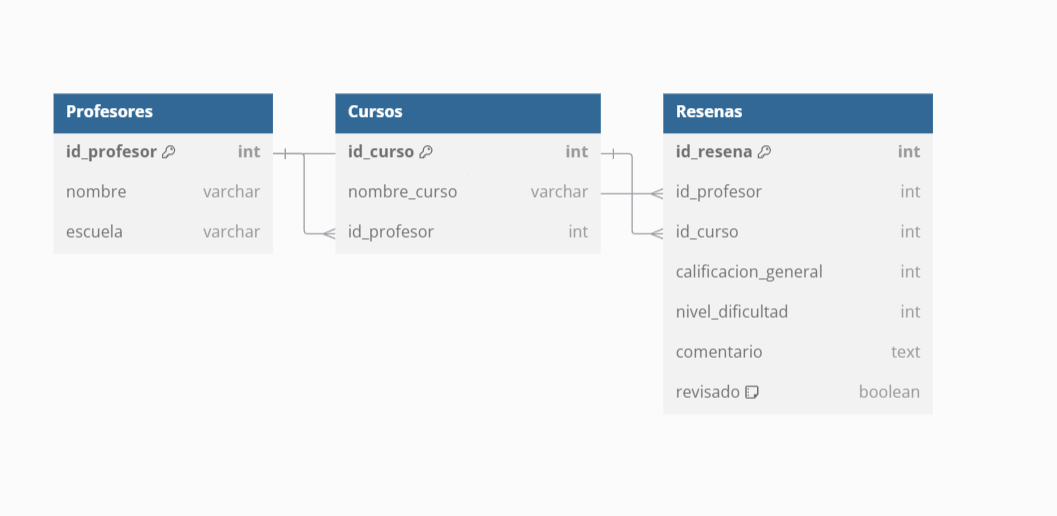 Profesores
id_profesor int
nombre varchar
escuela varchar
Cursos
id_curso int
nombre_curso varchar
id_profesor int
Resenas
id_resena int
id_profesor int
id_curso int
calificacion_general int
nivel_dificultad int
comentario text
revisado boolean